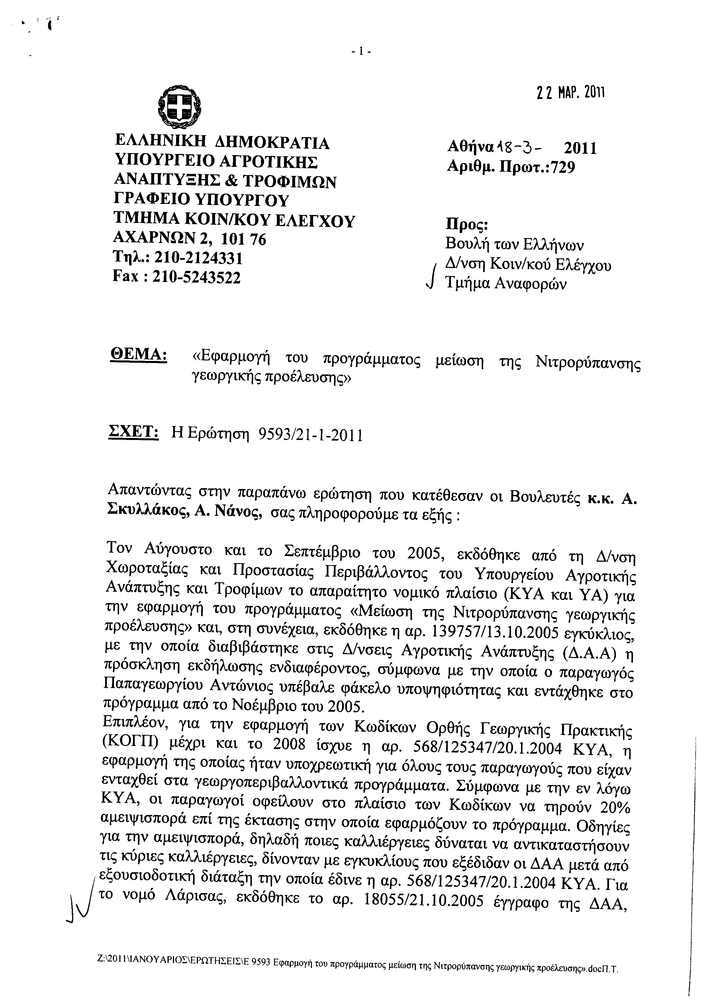 - 1 -
22 ΜΑΡ. 2011
ΕΛΛΗΝΙΚΗ ΔΗΜΟΚΡΑΤΙΑ
ΥΠΟΥΡΓΕΙΟ ΑΓΡΟΤΙΚΗΣ
ΑΝΑΠΤΥΞΗΣ & ΤΡΟΦΙΜΩΝ
ΓΡΑΦΕΙΟ ΥΠΟΥΡΓΟΥ
ΤΜΗΜΑ ΚΟΙΝ/ΚΟΥ ΕΛΕΓΧΟΥ
ΑΧΑΡΝΩΝ 2, 101 76
Τηλ.: 210-2124331
Fax : 210-5243522
Αθήνα 18-3- 2011
Αριθμ. Πρωτ.:729
Προς:
Βουλή των Ελλήνων
Δ/νση Κοιν/κού Ελέγχου
Τμήμα Αναφορών
ΘΕΜΑ: «Εφαρμογή του προγράμματος μείωση της Νιτρορύπανσης
γεωργικής προέλευσης»
ΣΧΕΤ: Η Ερώτηση 9593/21-1-2011
Απαντώντας στην παραπάνω ερώτηση που κατέθεσαν οι Βουλευτές κ.κ. Α.
Σκυλλάκος, Α. Νάνος, σας πληροφορούμε τα εξής :
Τον Αύγουστο και το Σεπτέμβριο του 2005, εκδόθηκε από τη Δ/νση
Χωροταξίας και Προστασίας Περιβάλλοντος του Υπουργείου Αγροτικής
Ανάπτυξης και Τροφίμων το απαραίτητο νομικό πλαίσιο (ΚΥΑ και ΥΑ) για
την εφαρμογή του προγράμματος «Μείωση της Νιτρορύπανσης γεωργικής
προέλευσης» και, στη συνέχεια, εκδόθηκε η αρ. 139757/13.10.2005 εγκύκλιος,
με την οποία διαβιβάστηκε στις Δ/νσεις Αγροτικής Ανάπτυξης (Δ.Α.Α) η
πρόσκληση εκδήλωσης ενδιαφέροντος, σύμφωνα με την οποία ο παραγωγός
Παπαγεωργίου Αντώνιος υπέβαλε φάκελο υποψηφιότητας και εντάχθηκε στο
πρόγραμμα από το Νοέμβριο του 2005.
Επιπλέον, για την εφαρμογή των Κωδίκων Ορθής Γεωργικής Πρακτικής
(ΚΟΓΠ) μέχρι και το 2008 ίσχυε η αρ. 568/125347/20.1.2004 ΚΥΑ, η
εφαρμογή της οποίας ήταν υποχρεωτική για όλους τους παραγωγούς που είχαν
ενταχθεί στα γεωργοπεριβαλλοντικά προγράμματα. Σύμφωνα με την εν λόγω
ΚΥΑ, οι παραγωγοί οφείλουν στο πλαίσιο των Κωδίκων να τηρούν 20%
αμειψισπορά επί της έκτασης στην οποία εφαρμόζουν το πρόγραμμα. Οδηγίες
για την αμειψισπορά, δηλαδή ποιες καλλιέργειες δύναται να αντικαταστήσουν
τις κύριες καλλιέργειες, δίνονταν με εγκυκλίους που εξέδιδαν οι ΔΑΑ μετά από
εξουσιοδοτική διάταξη την οποία έδινε η αρ. 568/125347/20.1.2004 ΚΥΑ. Για
το νομό Λάρισας, εκδόθηκε το αρ. 18055/21.10.2005 έγγραφο της ΔΑΑ,
Z:\2011\ΙΑΝΟΥΑΡΙΟΣ\ΕΡΩΤΗΣΕΙΣ\Ε 9593 Εφαρμογή του προγράμματος μείωση της Νιτρορύπανσης γεωργικής προέλευσης».docΠ.Τ.